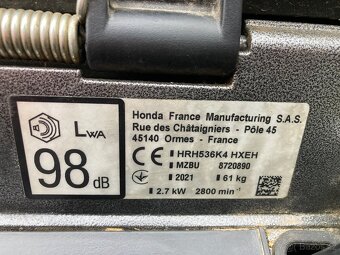 LWA
98 dB
Honda France Manufacturing S.A.S.
Rue des Châtaigniers - Pôle 45
45140 Ormes - France
CE HRH536K4 HXEH
MZBU 8720890
2021 61 kg
2.7 kW 2800 min⁻¹